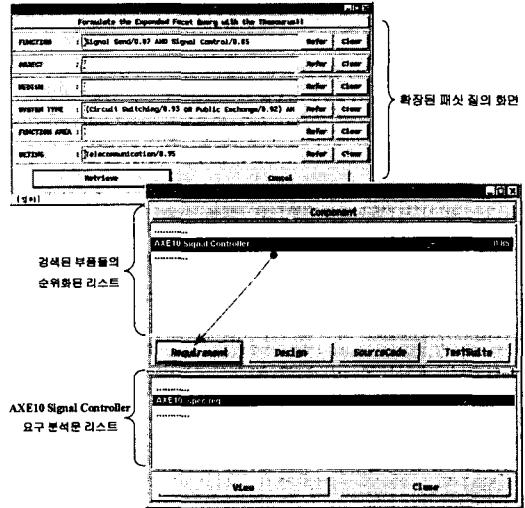 Formulate the Expanded Facet Query with the Thesaurus!!
FUNCTION : Signal Send/0.87 AND Signal Control/0.85 Refer Clear
OBJECT : Refer Clear
MEDIUM : Refer Clear
SYSTEM TYPE : (Circuit Switching/0.93 OR Public Exchange/0.92) AN Refer Clear
FUNCTION AREA : Refer Clear
SETING : Telecommunication/0.95 Refer Clear
Retrieve Cancel
확장된 패싯 질의 화면
Component
AXE10 Signal Controller 0.85
검색된 부품들의
순위화된 리스트
Requirement Design SourceCode TestSuite
AXE10 Signal Controller
요구 분석문 리스트
AXE10_spec.req
View Close